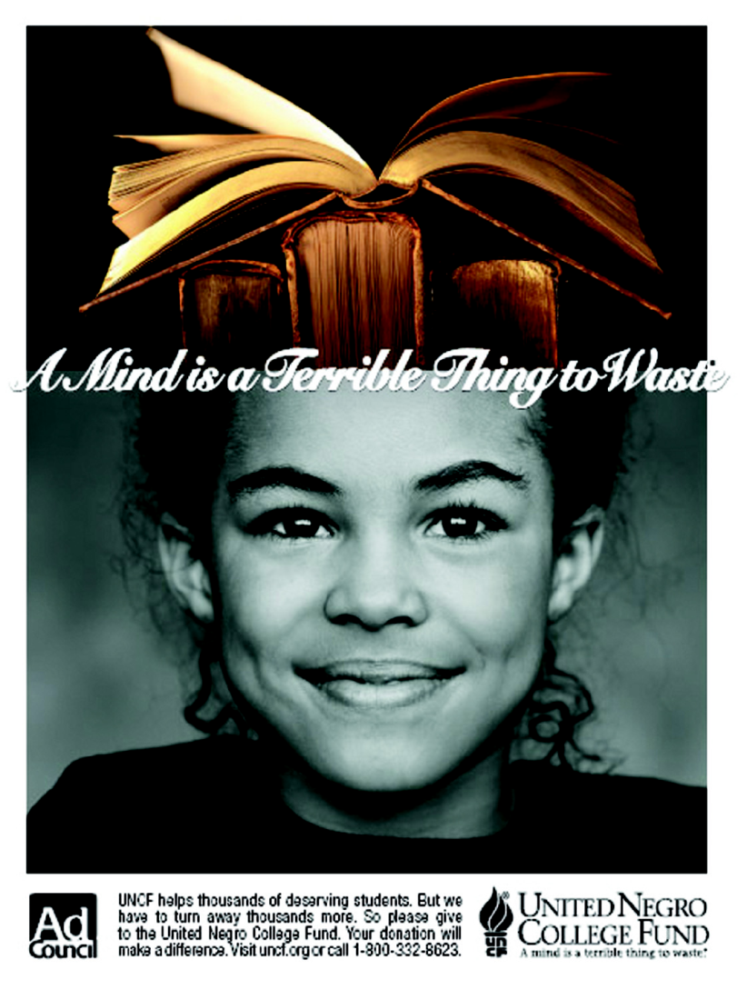 A Mind is a Terrible Thing to Waste
Ad
Council
UNCF helps thousands of deserving students. But we
have to turn away thousands more. So please give
to the United Negro College Fund. Your donation will
make a difference. Visit uncf.org or call 1-800-332-8623.
UNCF
UNITED NEGRO
COLLEGE FUND
A mind is a terrible thing to waste®